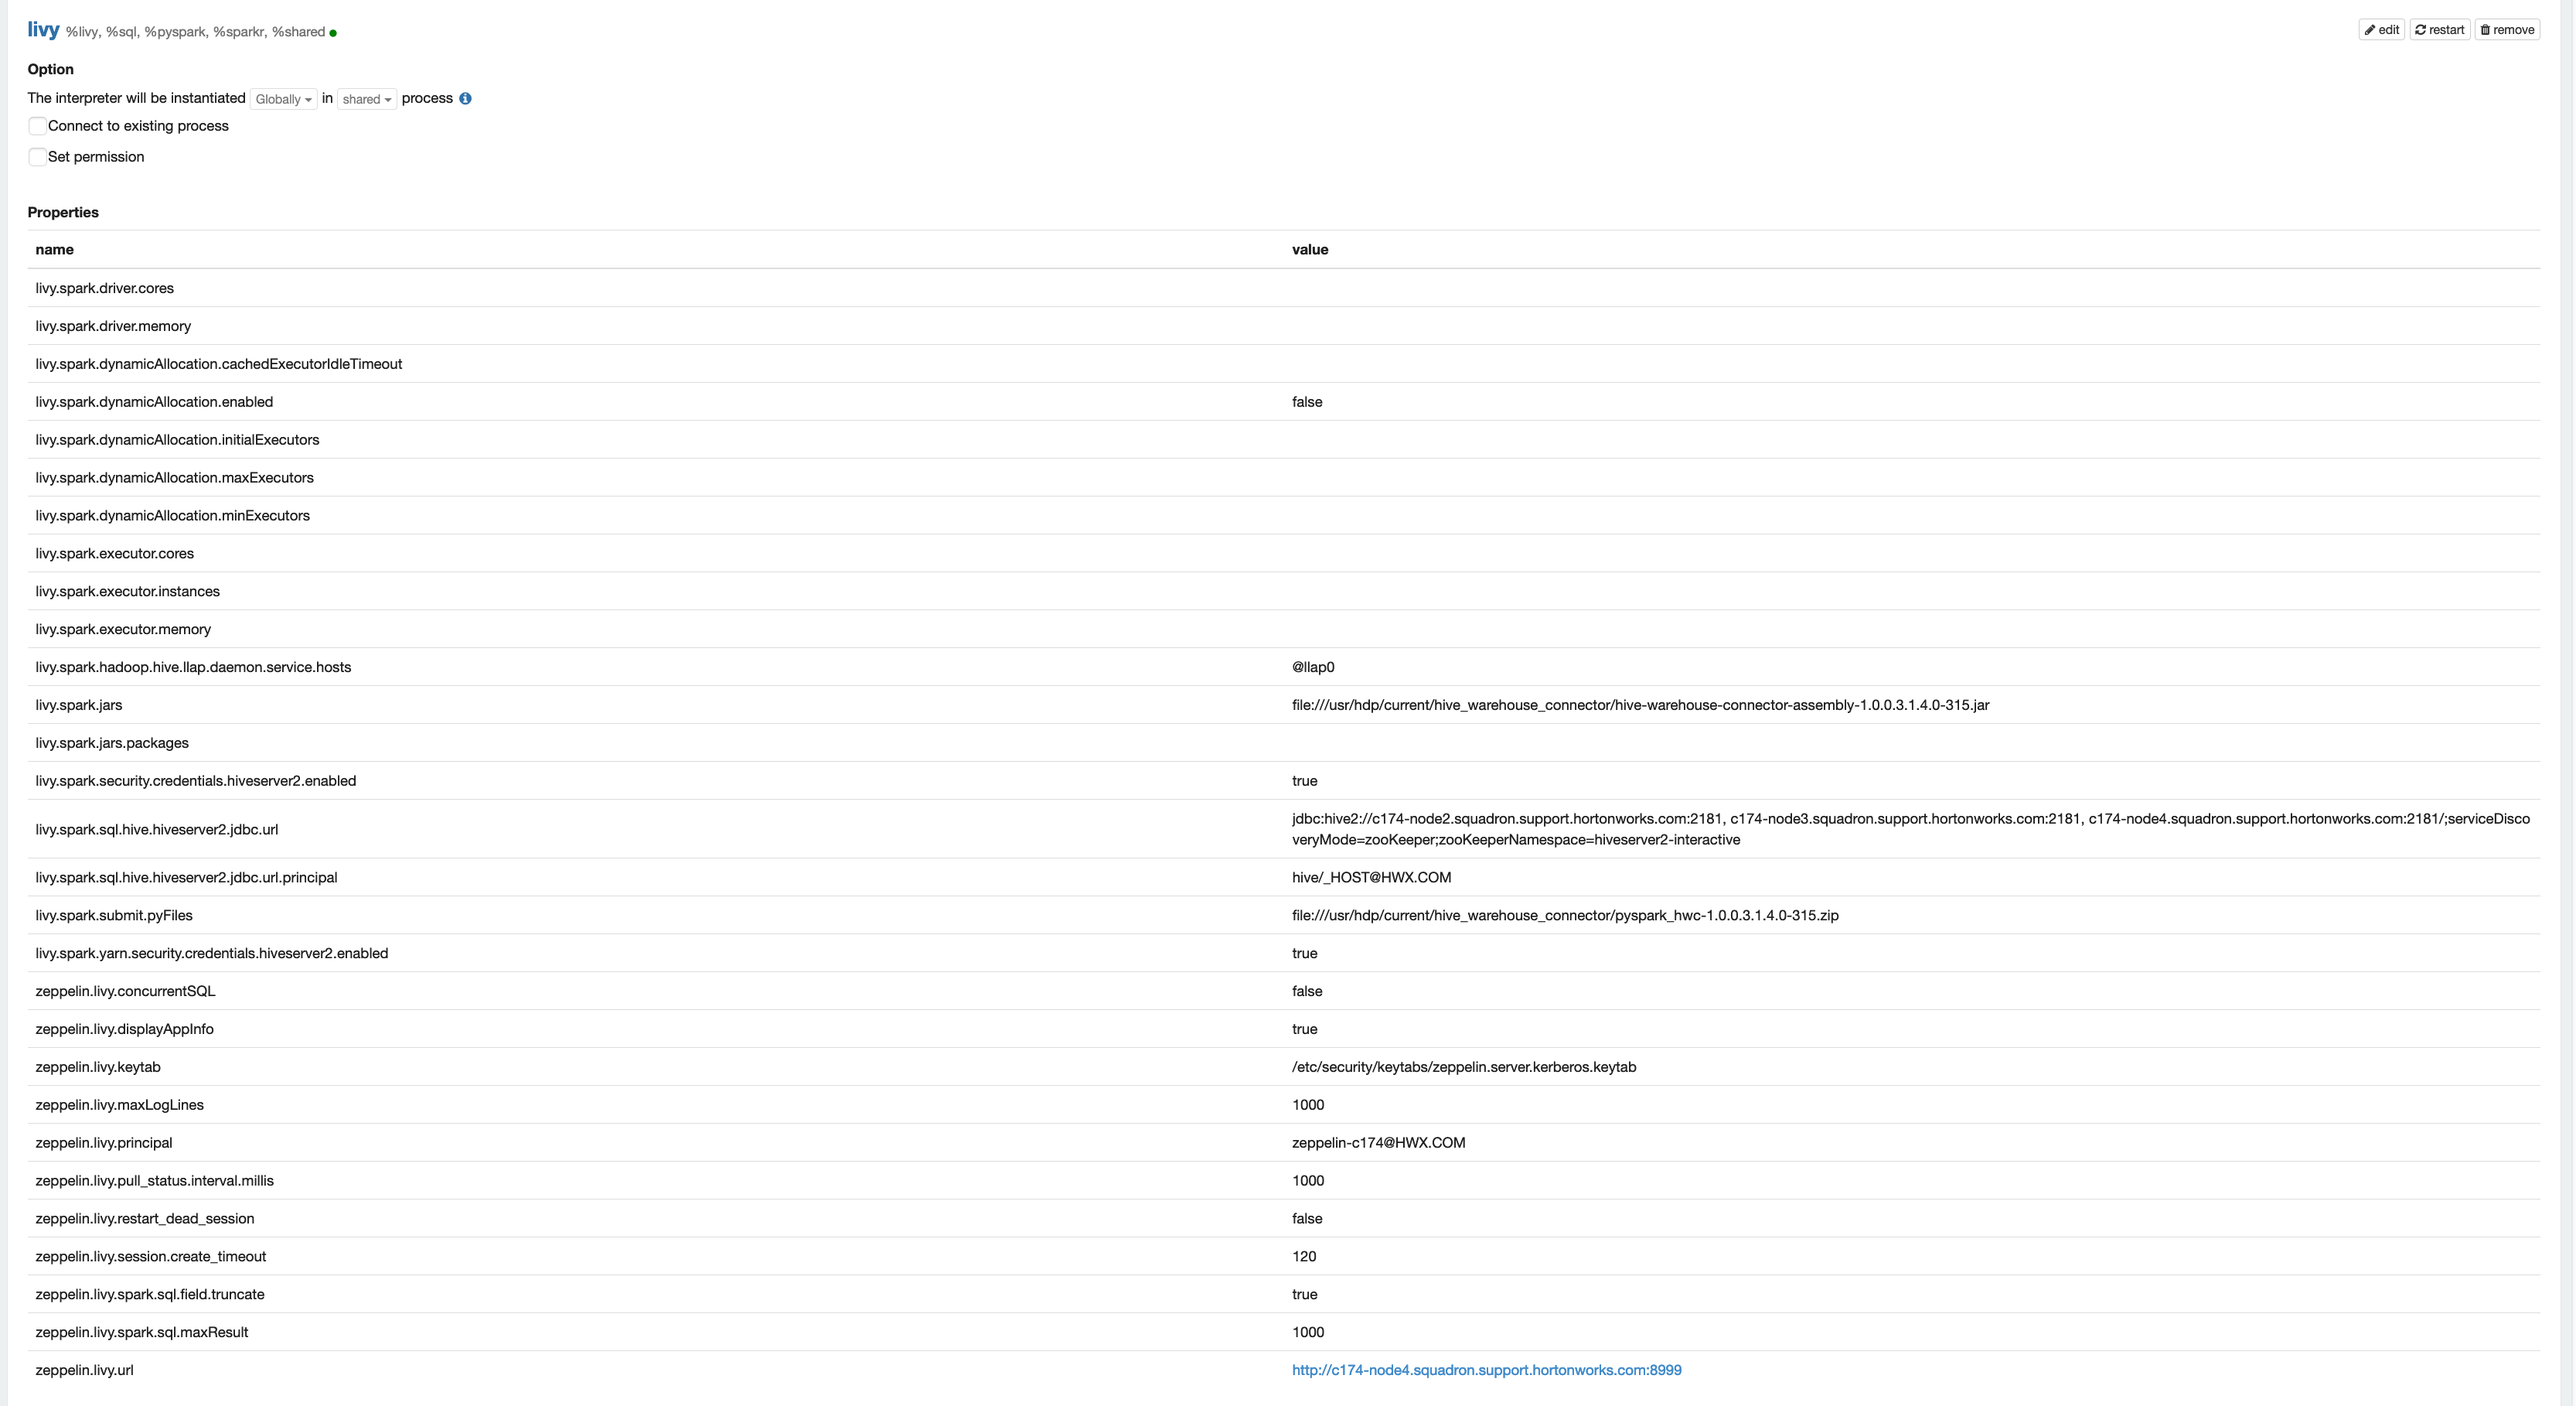 livy %livy, %sql, %pyspark, %sparkr, %shared
edit restart remove
Option
The interpreter will be instantiated Globally in shared process
Connect to existing process
Set permission
Properties
name value
livy.spark.driver.cores
livy.spark.driver.memory
livy.spark.dynamicAllocation.cachedExecutorIdleTimeout
livy.spark.dynamicAllocation.enabled false
livy.spark.dynamicAllocation.initialExecutors
livy.spark.dynamicAllocation.maxExecutors
livy.spark.dynamicAllocation.minExecutors
livy.spark.executor.cores
livy.spark.executor.instances
livy.spark.executor.memory
livy.spark.hadoop.hive.llap.daemon.service.hosts @llap0
livy.spark.jars file:///usr/hdp/current/hive_warehouse_connector/hive-warehouse-connector-assembly-1.0.0.3.1.4.0-315.jar
livy.spark.jars.packages
livy.spark.security.credentials.hiveserver2.enabled true
livy.spark.sql.hive.hiveserver2.jdbc.url jdbc:hive2://c174-node2.squadron.support.hortonworks.com:2181, c174-node3.squadron.support.hortonworks.com:2181, c174-node4.squadron.support.hortonworks.com:2181/;serviceDisco
veryMode=zooKeeper;zooKeeperNamespace=hiveserver2-interactive
livy.spark.sql.hive.hiveserver2.jdbc.url.principal hive/_HOST@HWX.COM
livy.spark.submit.pyFiles file:///usr/hdp/current/hive_warehouse_connector/pyspark_hwc-1.0.0.3.1.4.0-315.zip
livy.spark.yarn.security.credentials.hiveserver2.enabled true
zeppelin.livy.concurrentSQL false
zeppelin.livy.displayAppInfo true
zeppelin.livy.keytab /etc/security/keytabs/zeppelin.server.kerberos.keytab
zeppelin.livy.maxLogLines 1000
zeppelin.livy.principal zeppelin-c174@HWX.COM
zeppelin.livy.pull_status.interval.millis 1000
zeppelin.livy.restart_dead_session false
zeppelin.livy.session.create_timeout 120
zeppelin.livy.spark.sql.field.truncate true
zeppelin.livy.spark.sql.maxResult 1000
zeppelin.livy.url http://c174-node4.squadron.support.hortonworks.com:8999